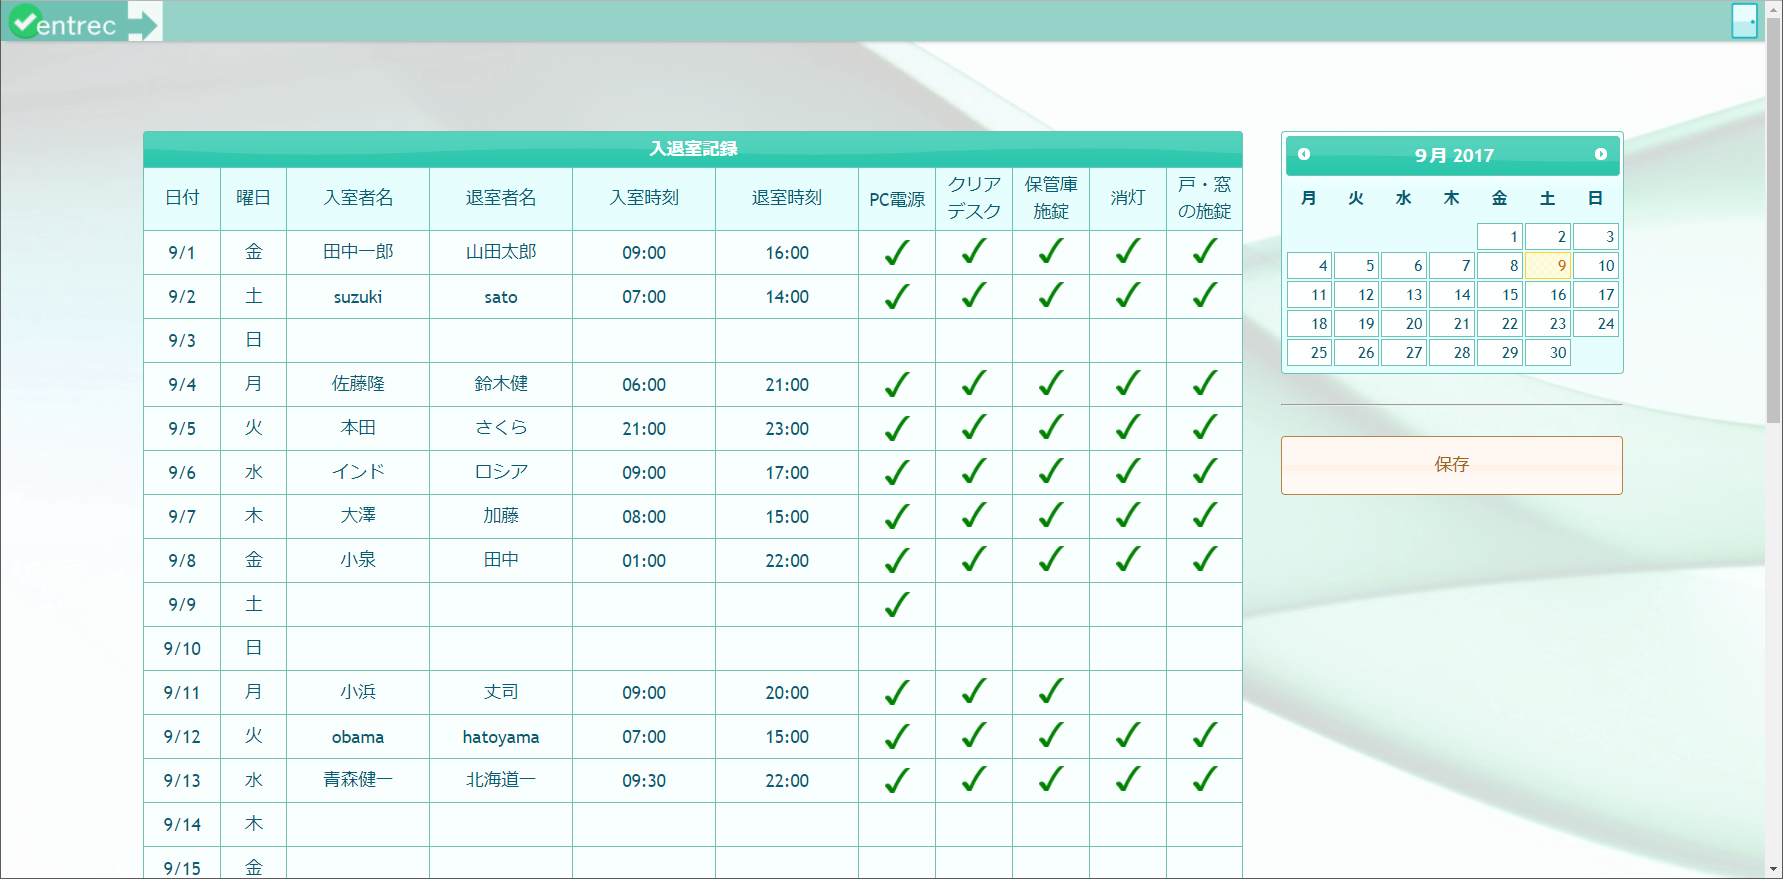 entrec
入退室記録
日付 曜日 入室者名 退室者名 入室時刻 退室時刻 PC電源 クリアデスク 保管庫施錠 消灯 戸・窓の施錠
9/1 金 田中一郎 山田太郎 09:00 16:00 ✓ ✓ ✓ ✓ ✓
9/2 土 suzuki sato 07:00 14:00 ✓ ✓ ✓ ✓ ✓
9/3 日
9/4 月 佐藤隆 鈴木健 06:00 21:00 ✓ ✓ ✓ ✓ ✓
9/5 火 本田 さくら 21:00 23:00 ✓ ✓ ✓ ✓ ✓
9/6 水 インド ロシア 09:00 17:00 ✓ ✓ ✓ ✓ ✓
9/7 木 大澤 加藤 08:00 15:00 ✓ ✓ ✓ ✓ ✓
9/8 金 小泉 田中 01:00 22:00 ✓ ✓ ✓ ✓ ✓
9/9 土 ✓
9/10 日
9/11 月 小浜 丈司 09:00 20:00 ✓ ✓ ✓
9/12 火 obama hatoyama 07:00 15:00 ✓ ✓ ✓ ✓ ✓
9/13 水 青森健一 北海道一 09:30 22:00 ✓ ✓ ✓ ✓ ✓
9/14 木
9/15 金
9月 2017
月 火 水 木 金 土 日
1 2 3
4 5 6 7 8 9 10
11 12 13 14 15 16 17
18 19 20 21 22 23 24
25 26 27 28 29 30
保存